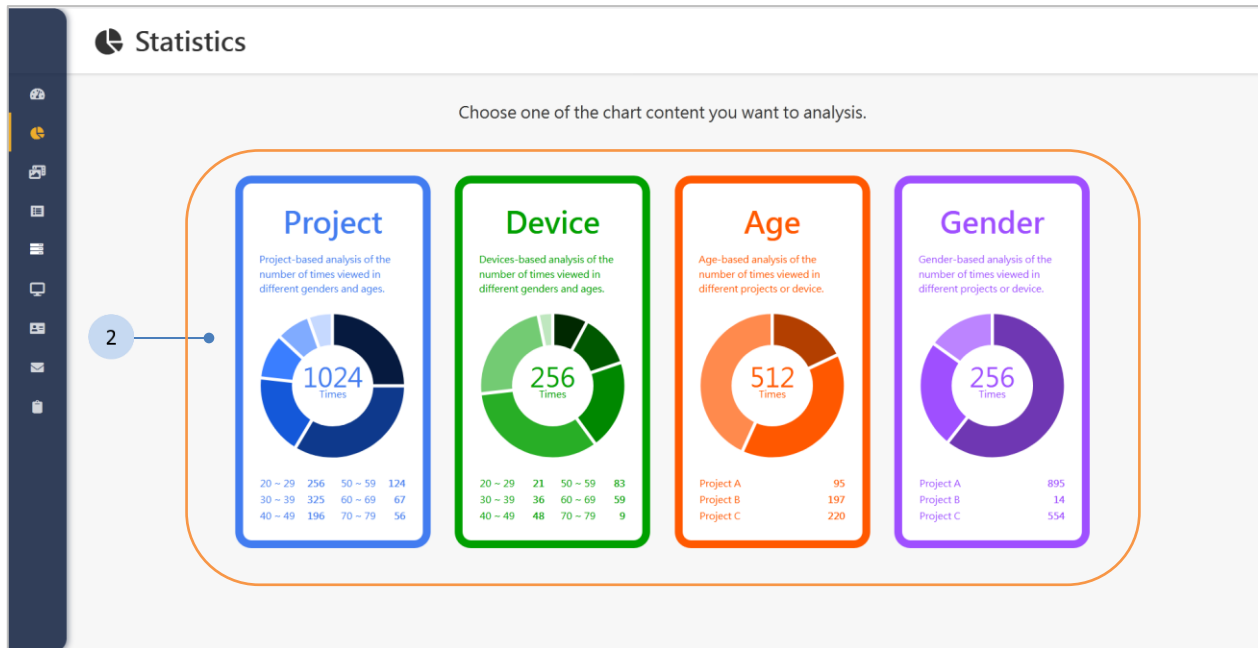 Statistics
Choose one of the chart content you want to analysis.
2
Project
Project-based analysis of the
number of times viewed in
different genders and ages.
1024
Times
20 ~ 29 256 50 ~ 59 124
30 ~ 39 325 60 ~ 69 67
40 ~ 49 196 70 ~ 79 56
Device
Devices-based analysis of the
number of times viewed in
different genders and ages.
256
Times
20 ~ 29 21 50 ~ 59 83
30 ~ 39 36 60 ~ 69 59
40 ~ 49 48 70 ~ 79 9
Age
Age-based analysis of the
number of times viewed in
different projects or device.
512
Times
Project A 95
Project B 197
Project C 220
Gender
Gender-based analysis of the
number of times viewed in
different projects or device.
256
Times
Project A 895
Project B 14
Project C 554